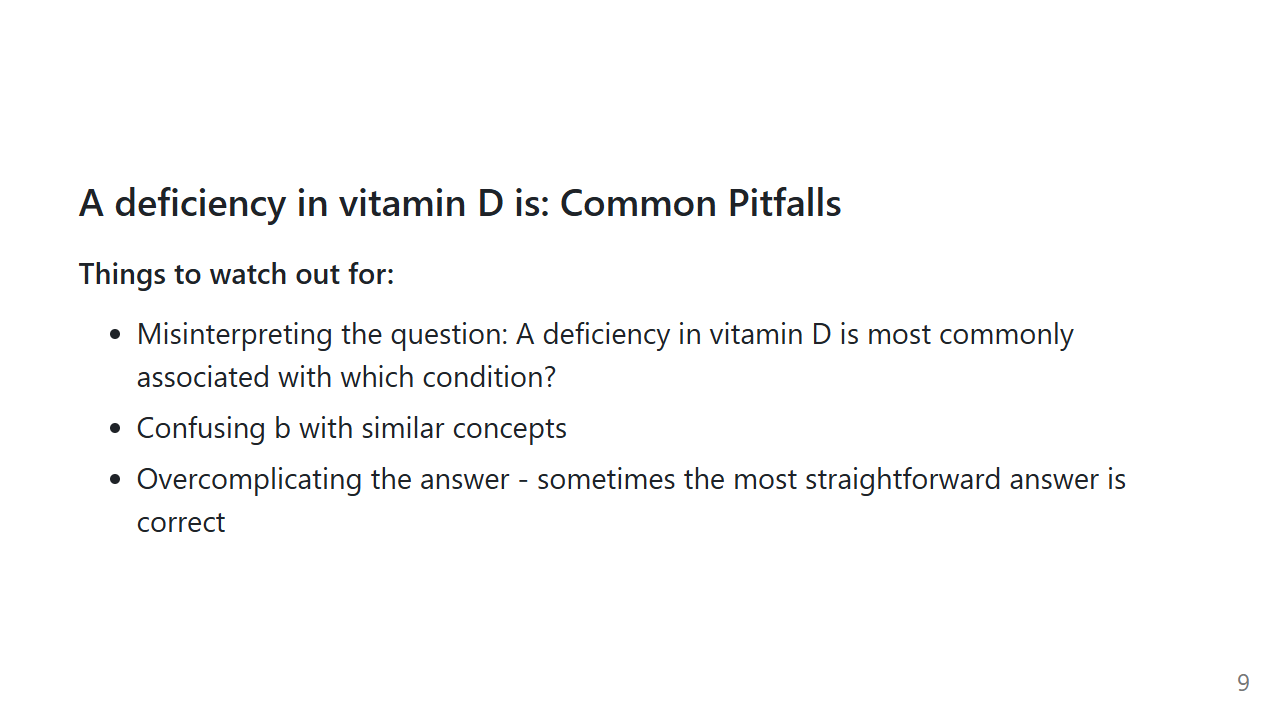 A deficiency in vitamin D is: Common Pitfalls
Things to watch out for:
• Misinterpreting the question: A deficiency in vitamin D is most commonly
associated with which condition?
• Confusing b with similar concepts
• Overcomplicating the answer - sometimes the most straightforward answer is
correct
9